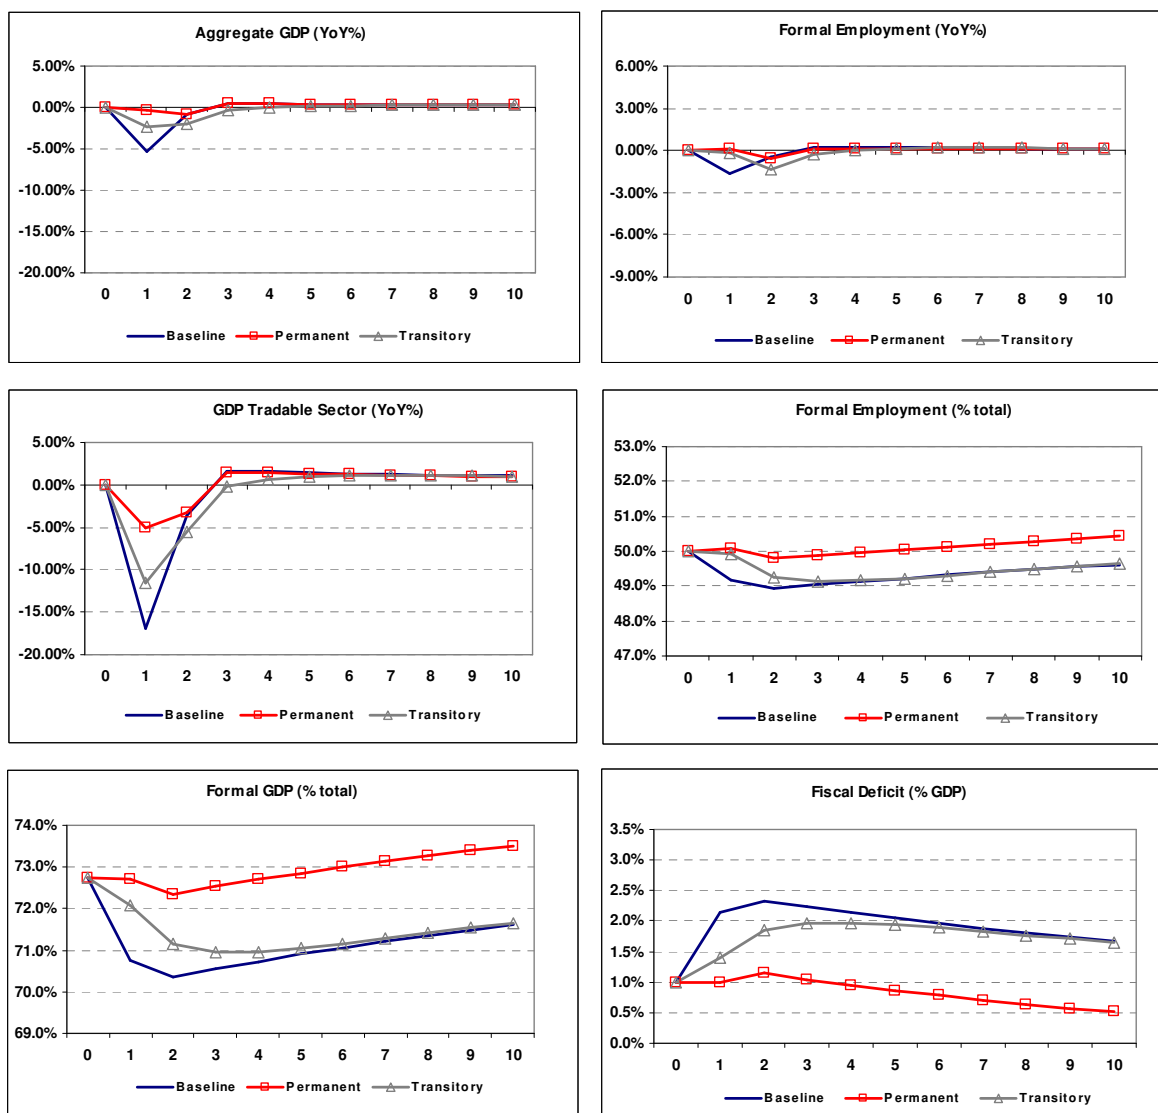 Aggregate GDP (YoY%)
5.00%
0.00%
-5.00%
-10.00%
-15.00%
-20.00%
0 1 2 3 4 5 6 7 8 9 10
Baseline Permanent Transitory
Formal Employment (YoY%)
6.00%
3.00%
0.00%
-3.00%
-6.00%
-9.00%
0 1 2 3 4 5 6 7 8 9 10
Baseline Permanent Transitory
GDP Tradable Sector (YoY%)
5.00%
0.00%
-5.00%
-10.00%
-15.00%
-20.00%
0 1 2 3 4 5 6 7 8 9 10
Baseline Permanent Transitory
Formal Employment (% total)
53.0%
52.0%
51.0%
50.0%
49.0%
48.0%
47.0%
0 1 2 3 4 5 6 7 8 9 10
Baseline Permanent Transitory
Formal GDP (% total)
74.0%
73.0%
72.0%
71.0%
70.0%
69.0%
0 1 2 3 4 5 6 7 8 9 10
Baseline Permanent Transitory
Fiscal Deficit (% GDP)
3.5%
3.0%
2.5%
2.0%
1.5%
1.0%
0.5%
0.0%
0 1 2 3 4 5 6 7 8 9 10
Baseline Permanent Transitory